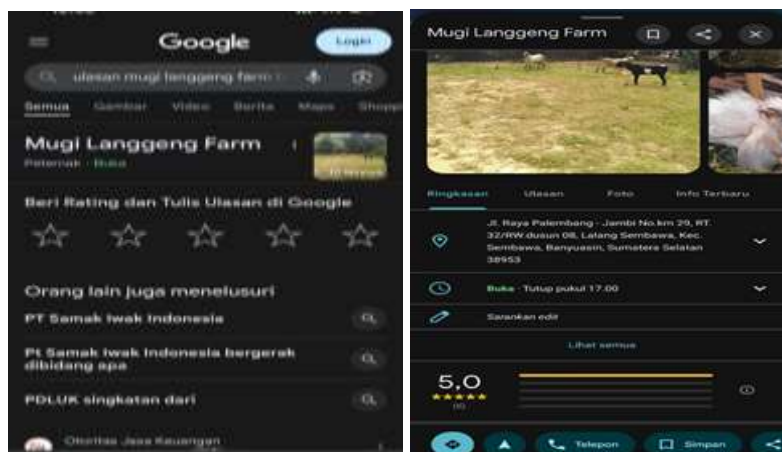 Google
Login
ulasan mugi langgeng farm
Semua Gambar Video Berita Maps Shoppi
Mugi Langgeng Farm
Peternak · Buka
Beri Rating dan Tulis Ulasan di Google
Orang lain juga menelusuri
PT Samak Iwak Indonesia
Pt Samak Iwak Indonesia bergerak
dibidang apa
PDLUK singkatan dari
Otoritas Jasa Keuangan
Mugi Langgeng Farm
Ringkasan Ulasan Foto Info Terbaru
Jl. Raya Palembang - Jambi No.km 29, RT.
32/RW.dusun 08, Lalang Sembawa, Kec.
Sembawa, Banyuasin, Sumatera Selatan
38953
Buka · Tutup pukul 17.00
Sarankan edit
Lihat semua
5,0
Telepon Simpan